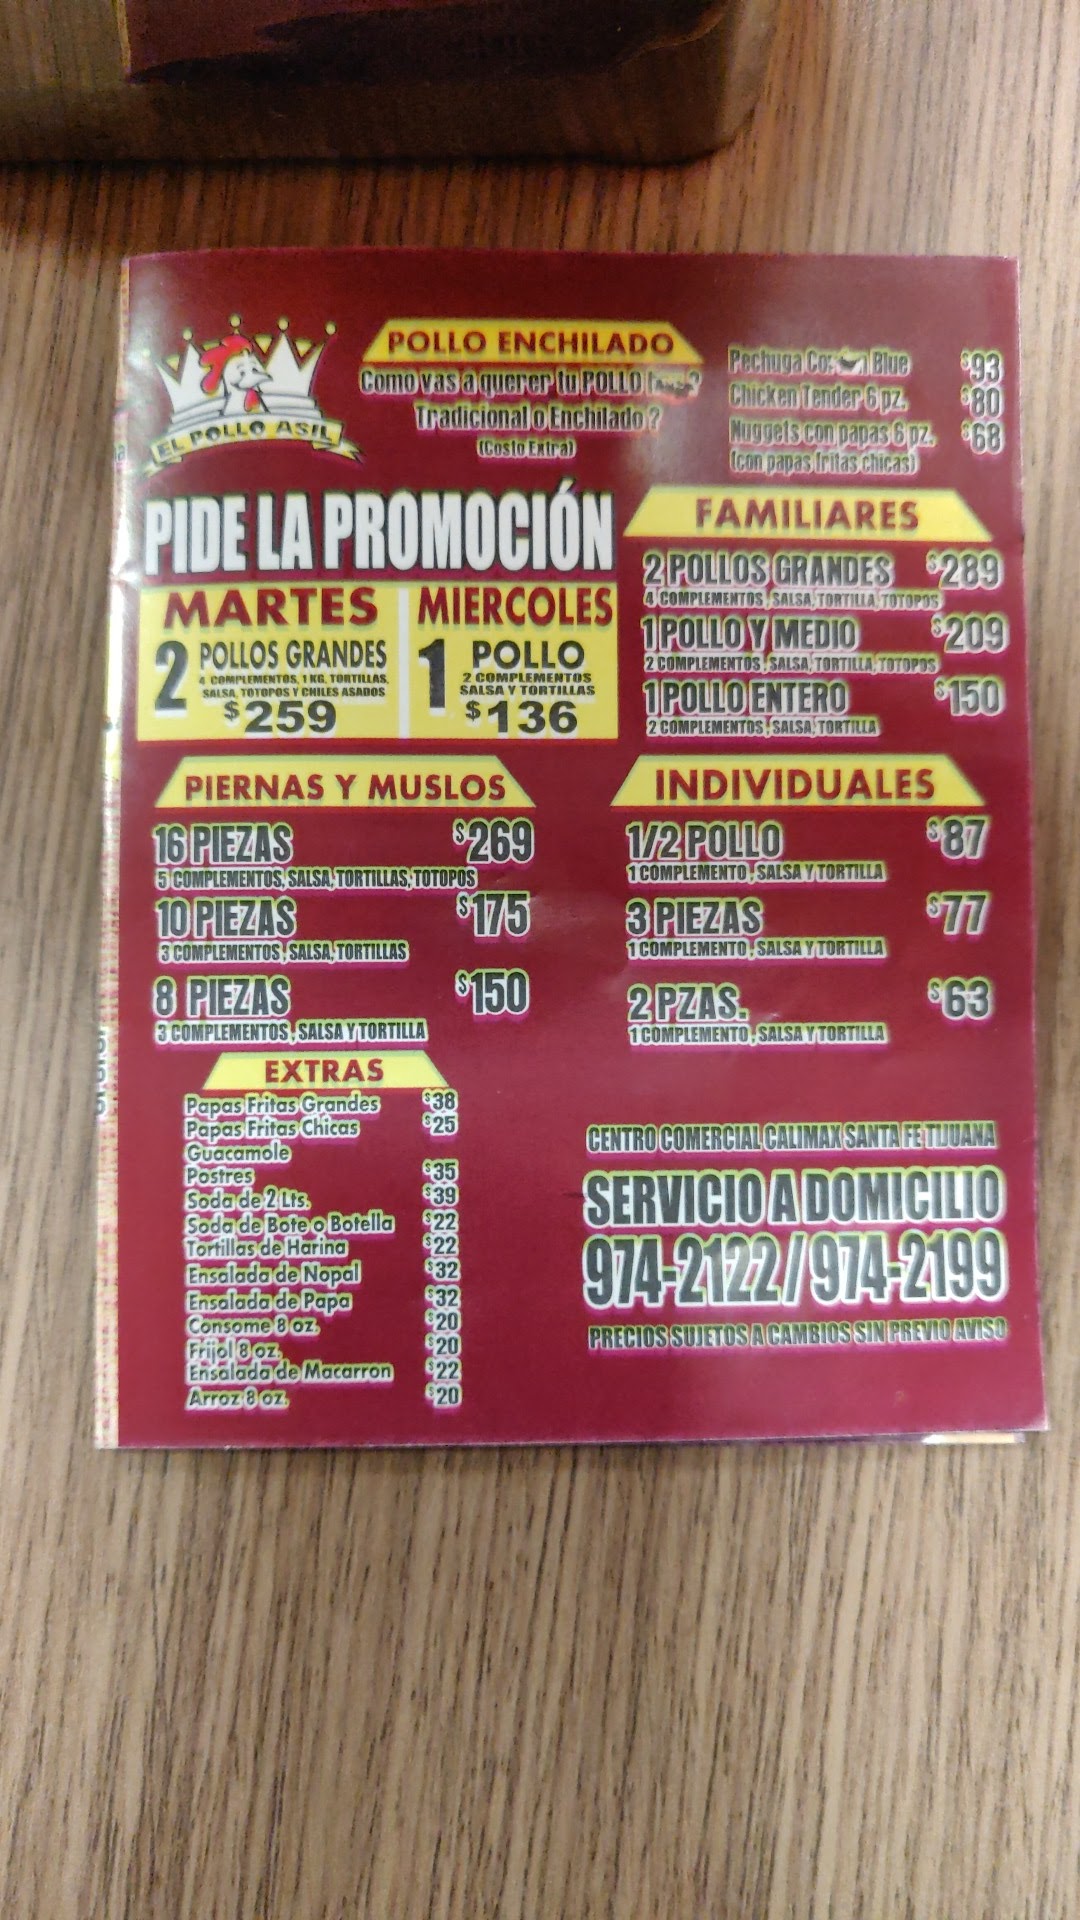 EL POLLO ASIL
POLLO ENCHILADO
Como vas a querer tu POLLO
Tradicional o Enchilado ?
(Costo Extra)
Pechuga Blue $93
Chicken Tender 6 pz. $80
Nuggets con papas 6 pz. $68
(con papas fritas chicas)
PIDE LA PROMOCIÓN
MARTES
2 POLLOS GRANDES
4 COMPLEMENTOS, 1 KG. TORTILLAS,
SALSA, TOTOPOS Y CHILES ASADOS
$259
MIERCOLES
1 POLLO
2 COMPLEMENTOS
SALSA Y TORTILLAS
$136
FAMILIARES
2 POLLOS GRANDES $289
4 COMPLEMENTOS, SALSA, TORTILLA, TOTOPOS
1 POLLO Y MEDIO $209
2 COMPLEMENTOS, SALSA, TORTILLA, TOTOPOS
1 POLLO ENTERO $150
2 COMPLEMENTOS, SALSA, TORTILLA
PIERNAS Y MUSLOS
16 PIEZAS $269
5 COMPLEMENTOS, SALSA, TORTILLAS, TOTOPOS
10 PIEZAS $175
3 COMPLEMENTOS, SALSA, TORTILLAS
8 PIEZAS $150
3 COMPLEMENTOS, SALSA Y TORTILLA
INDIVIDUALES
1/2 POLLO $87
1 COMPLEMENTO, SALSA Y TORTILLA
3 PIEZAS $77
1 COMPLEMENTO, SALSA Y TORTILLA
2 PZAS. $63
1 COMPLEMENTO, SALSA Y TORTILLA
EXTRAS
Papas Fritas Grandes $38
Papas Fritas Chicas $25
Guacamole
Postres $35
Soda de 2 Lts. $39
Soda de Bote o Botella $22
Tortillas de Harina $22
Ensalada de Nopal $32
Ensalada de Papa $32
Consome 8 oz. $20
Frijol 8 oz. $20
Ensalada de Macarron $22
Arroz 8 oz. $20
CENTRO COMERCIAL CALIMAX SANTA FE TIJUANA
SERVICIO A DOMICILIO
974-2122 / 974-2199
PRECIOS SUJETOS A CAMBIOS SIN PREVIO AVISO